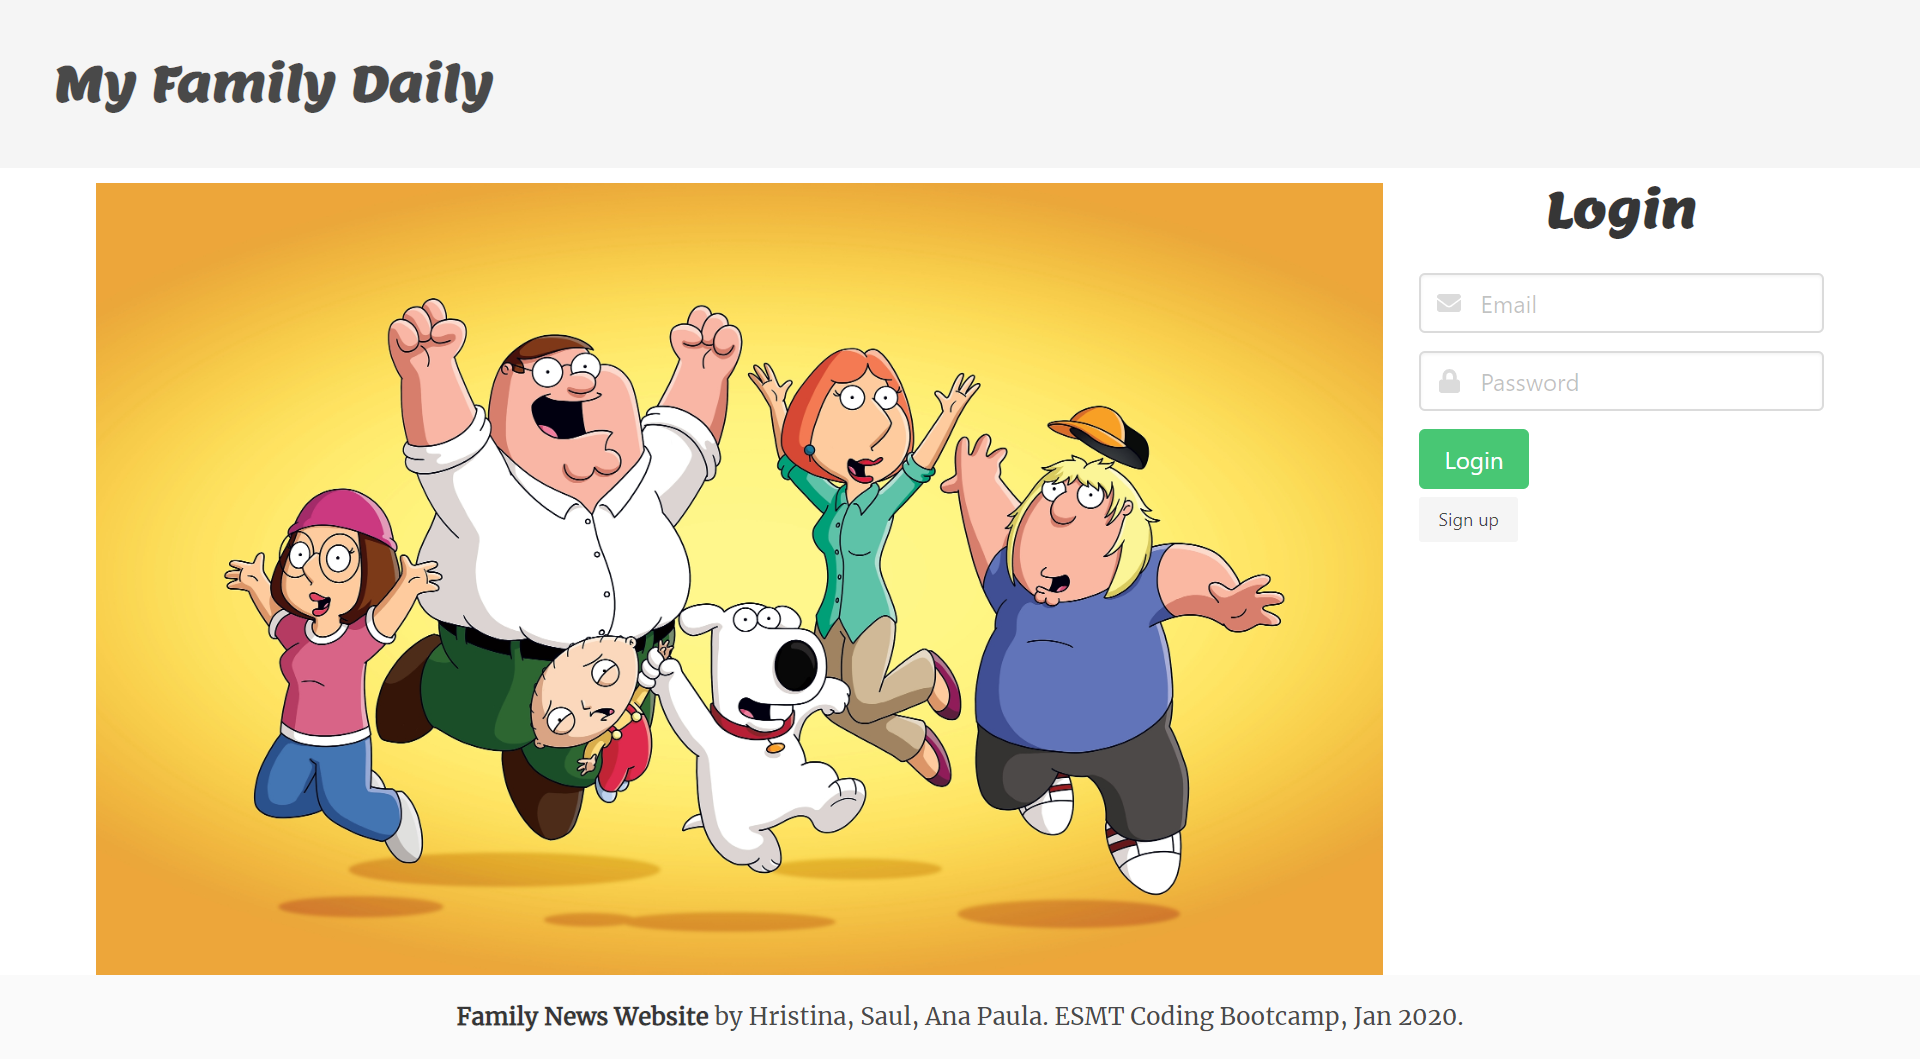 My Family Daily
Login
Email
Password
Login
Sign up
Family News Website by Hristina, Saul, Ana Paula. ESMT Coding Bootcamp, Jan 2020.